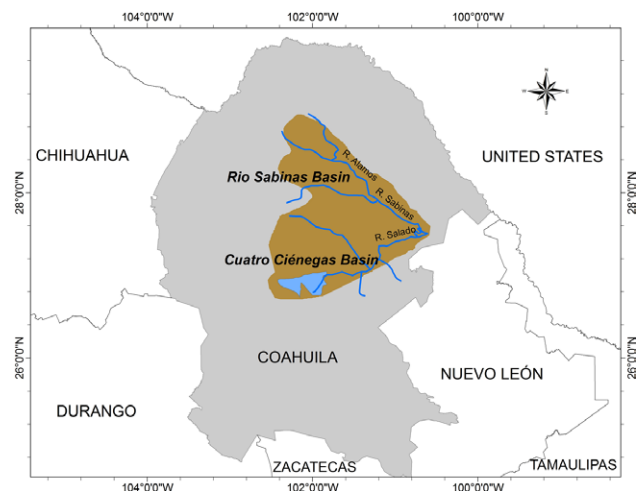 104°0'0"W
102°0'0"W
100°0'0"W
N
W
E
S
CHIHUAHUA
UNITED STATES
R. Alamos
Rio Sabinas Basin
28°0'0"N
28°0'0"N
R. Sabinas
R. Salado
Cuatro Ciénegas Basin
26°0'0"N
26°0'0"N
COAHUILA
NUEVO LEÓN
DURANGO
ZACATECAS
TAMAULIPAS
104°0'0"W
102°0'0"W
100°0'0"W